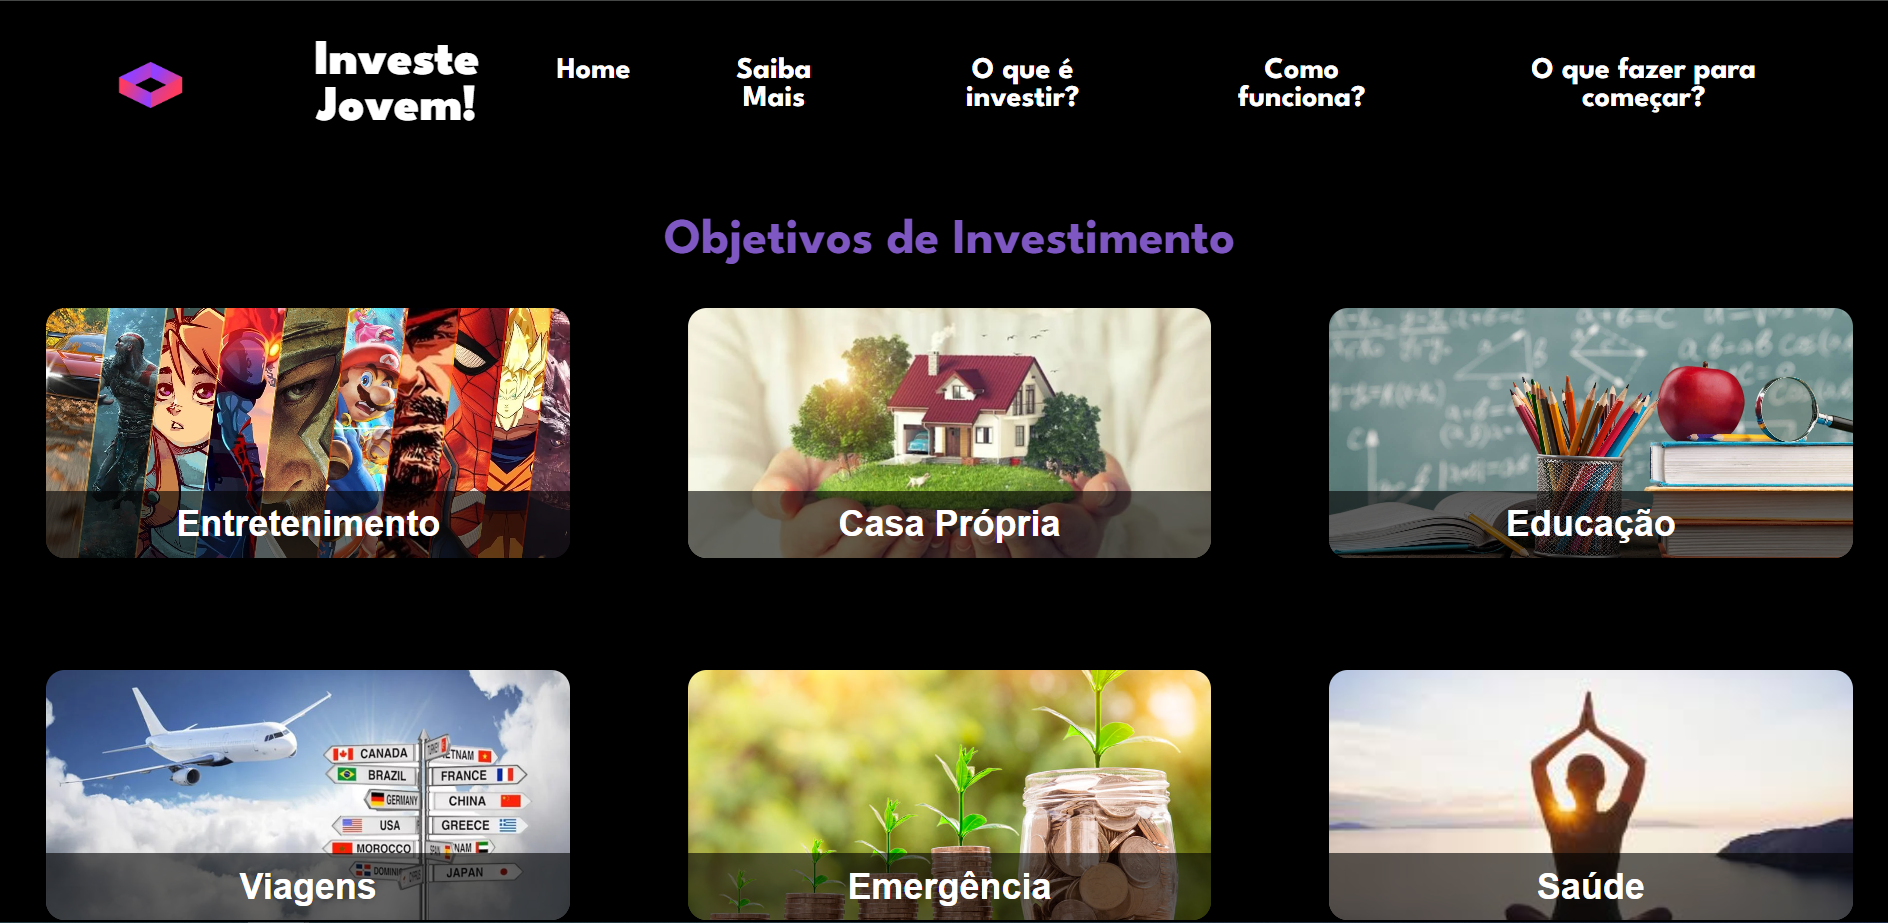 Investe
Jovem!
Home
Saiba
Mais
O que é
investir?
Como
funciona?
O que fazer para
começar?
Objetivos de Investimento
Entretenimento
Casa Própria
Educação
CANADA
BRAZIL
FRANCE
GERMANY
CHINA
USA
GREECE
MOROCCO
JAPAN
Viagens
Emergência
Saúde